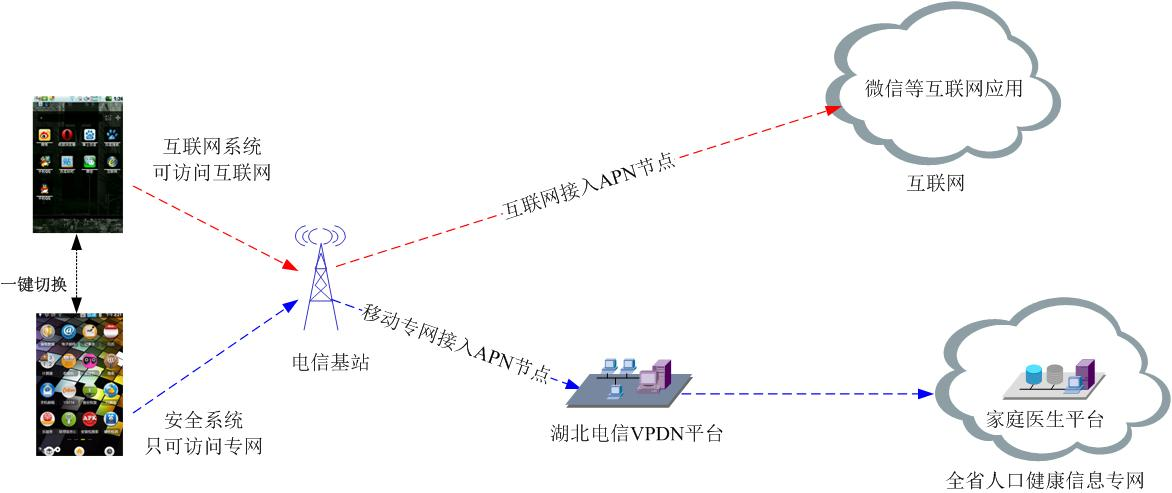 微信等互联网应用
互联网
互联网系统
可访问互联网
互联网接入APN节点
一键切换
电信基站
移动专网接入APN节点
安全系统
只可访问专网
湖北电信VPDN平台
家庭医生平台
全省人口健康信息专网